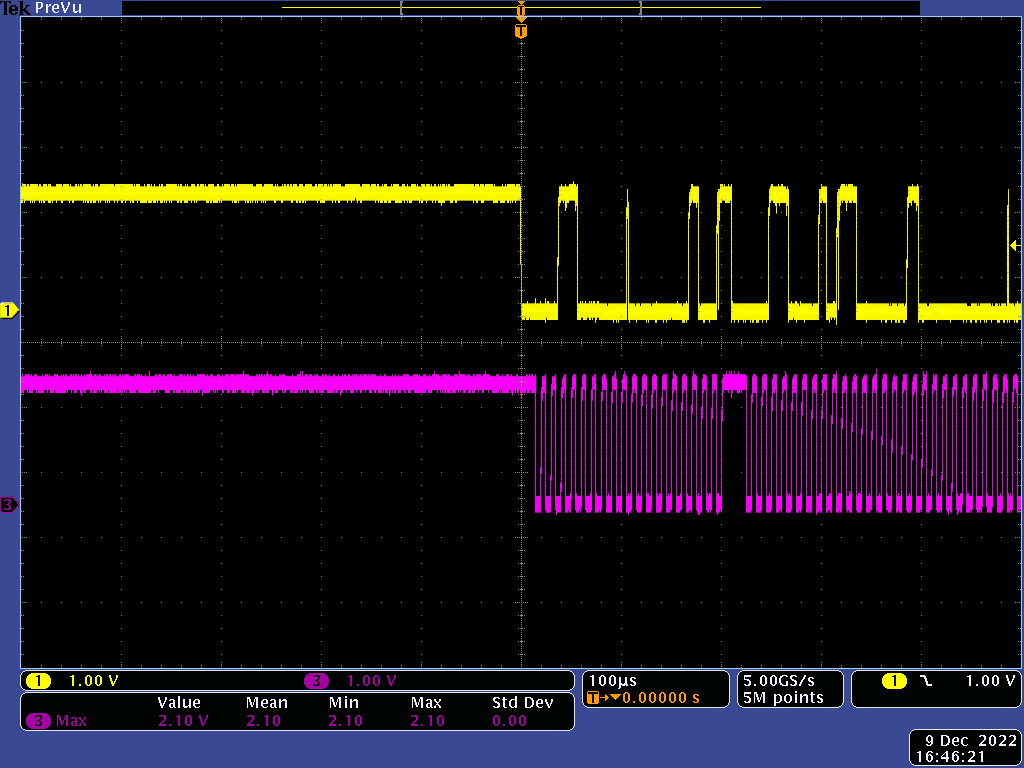 Tek PreVu
T
T
1
3
1 1.00 V 3 1.00 V
Value Mean Min Max Std Dev
3 Max 2.10 V 2.10 2.10 2.10 0.00
100µs
T→▼0.00000 s
5.00GS/s
5M points
1 1.00 V
9 Dec 2022
16:46:21